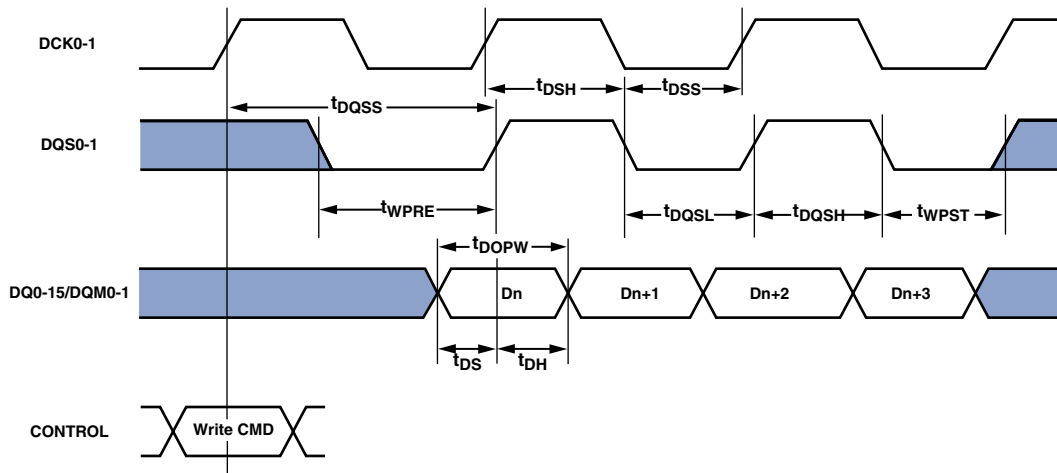 DCK0-1
tDSH
tDSS
tDQSS
DQS0-1
tWPRE
tDQSL
tDQSH
tWPST
tDOPW
DQ0-15/DQM0-1
Dn
Dn+1
Dn+2
Dn+3
tDS
tDH
CONTROL
Write CMD